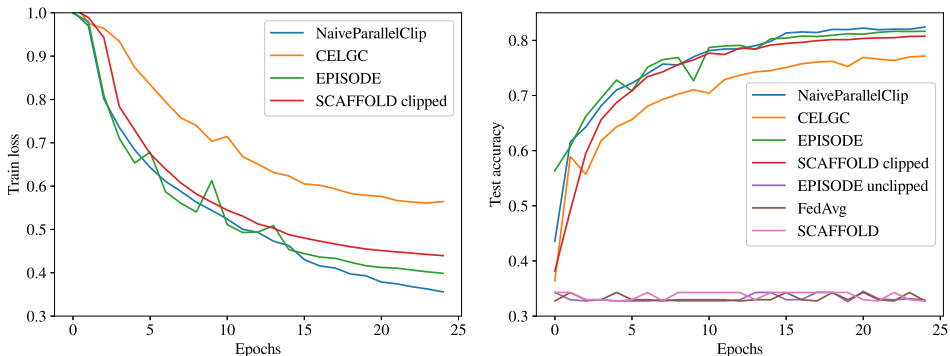 Train loss
1.0
0.9
0.8
0.7
0.6
0.5
0.4
0.3
0
5
10
15
20
25
Epochs
NaiveParallelClip
CELGC
EPISODE
SCAFFOLD clipped
Test accuracy
0.8
0.7
0.6
0.5
0.4
0.3
0
5
10
15
20
25
Epochs
NaiveParallelClip
CELGC
EPISODE
SCAFFOLD clipped
EPISODE unclipped
FedAvg
SCAFFOLD